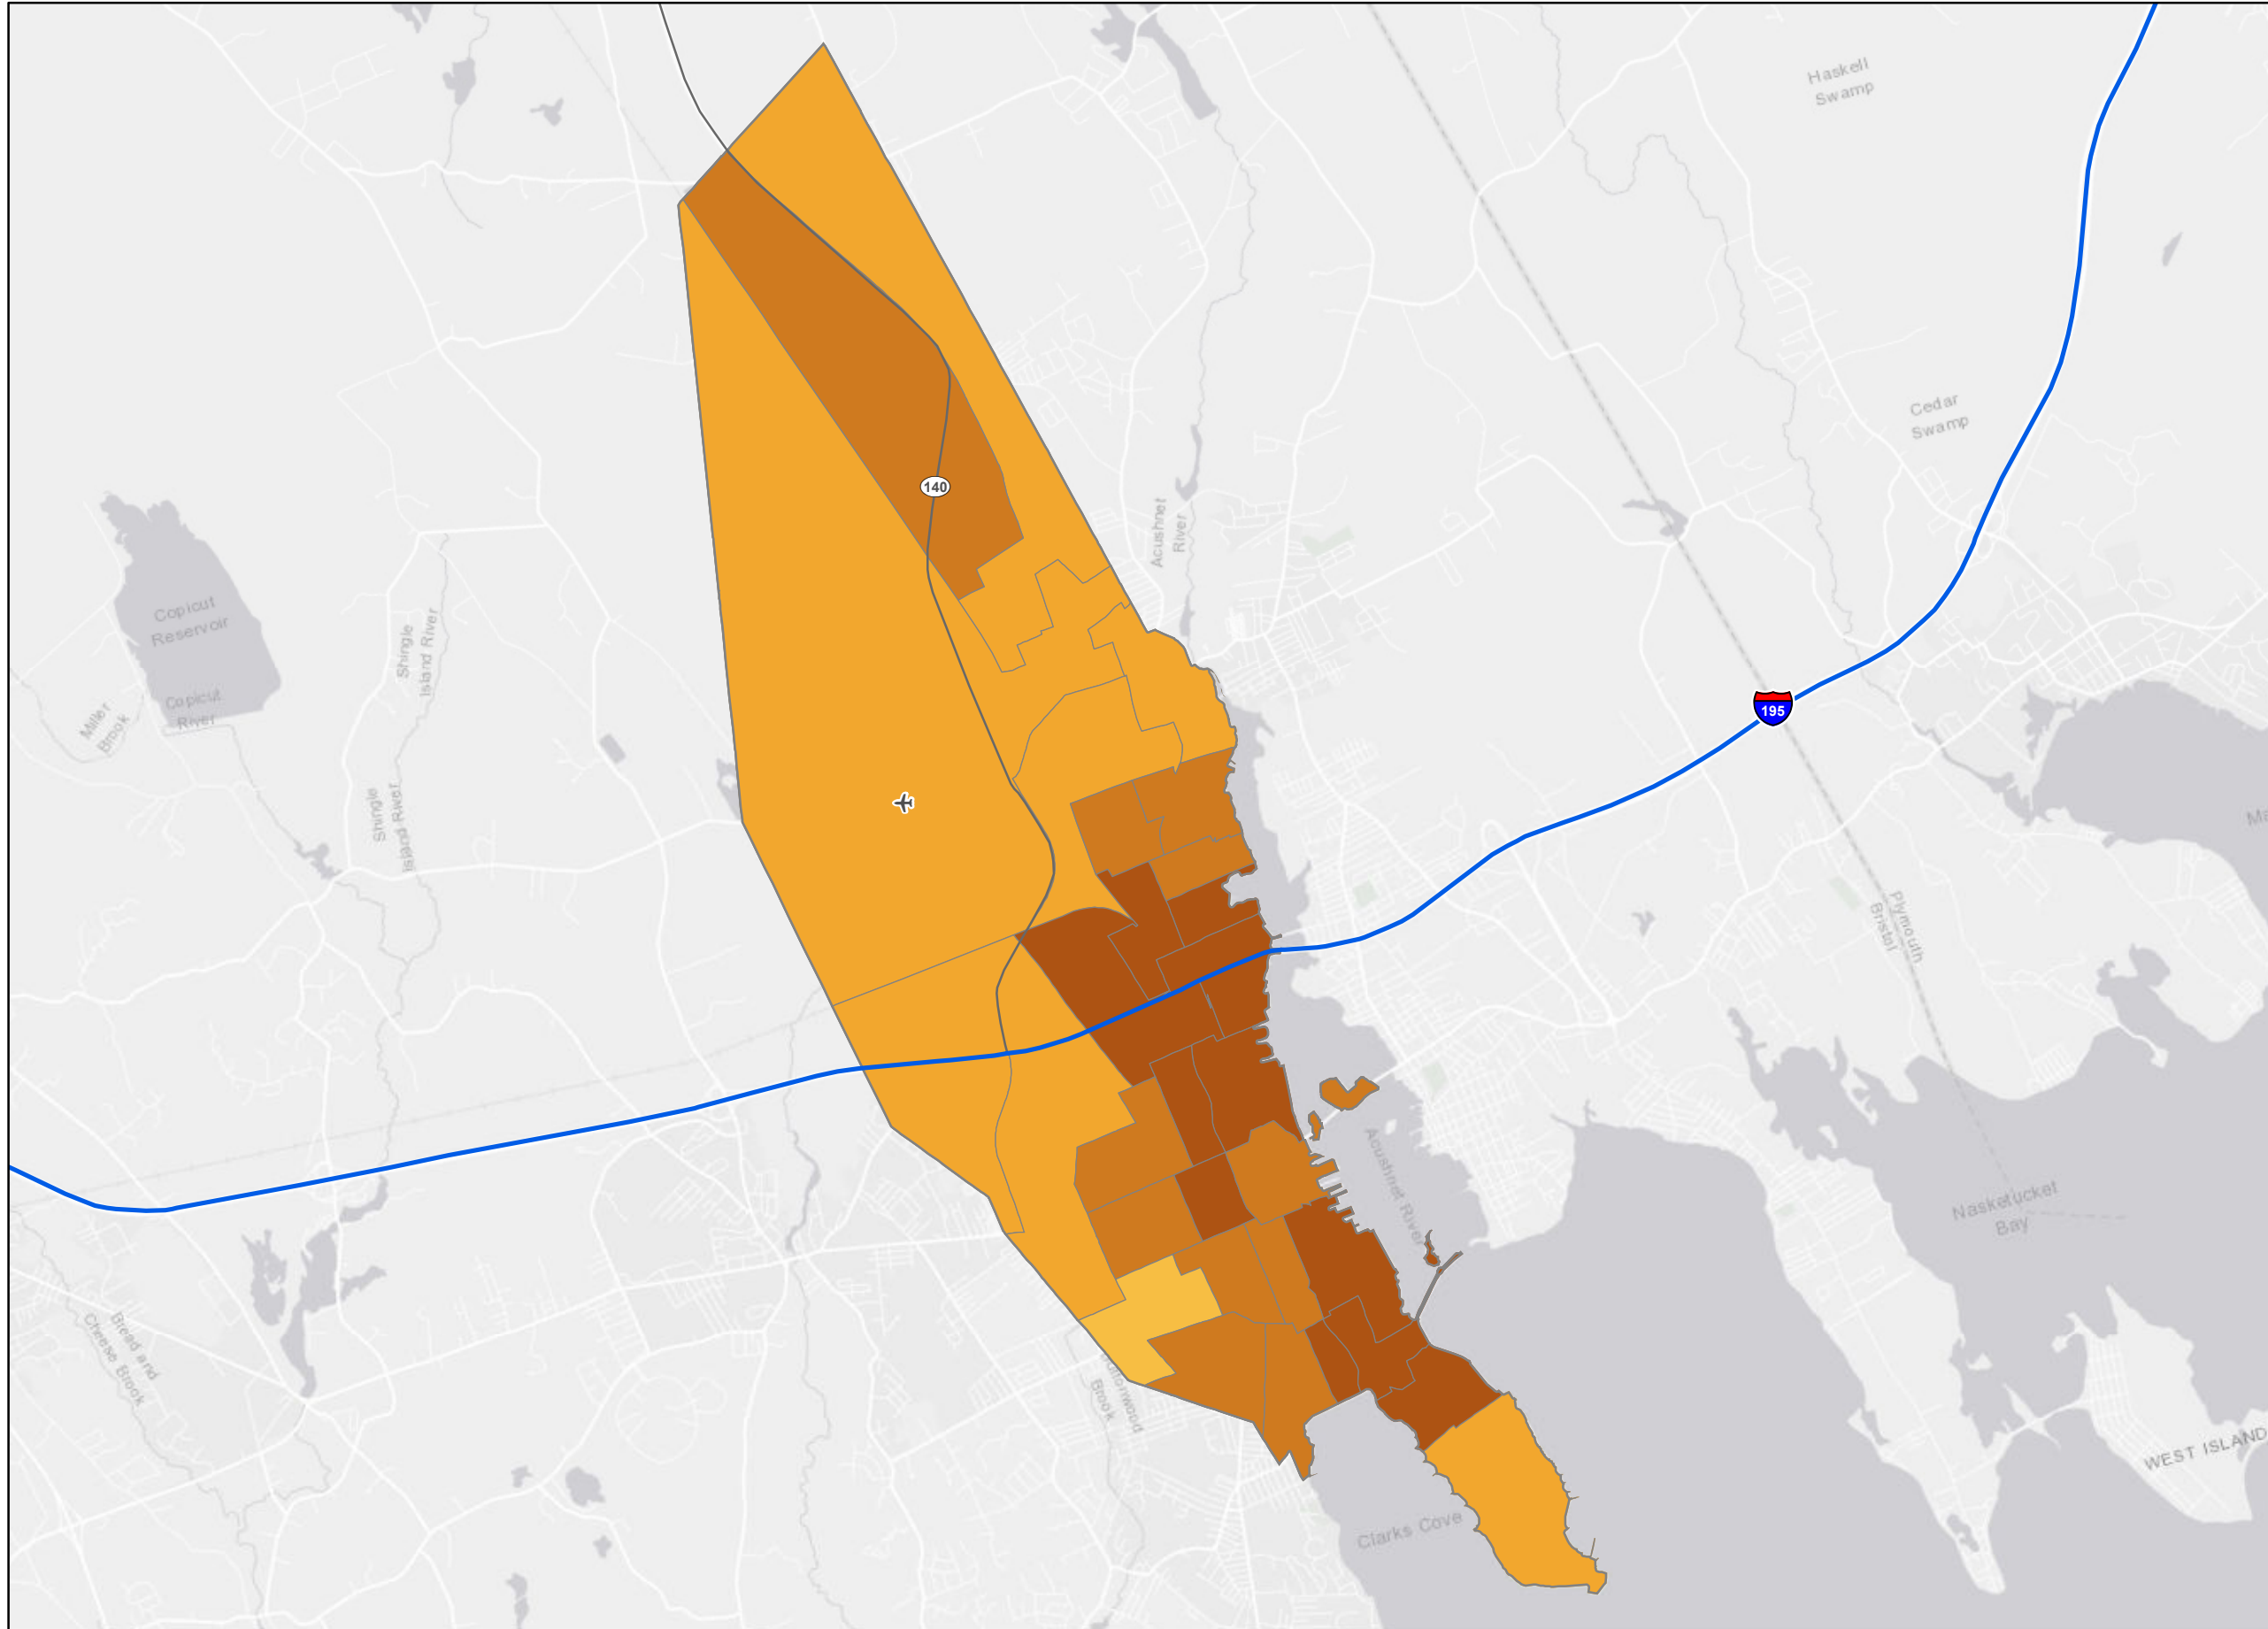 Haskell
Swamp
Cedar
Swamp
140
Acushnet
River
Copicut
Reservoir
Shingle
Island River
Copicut
River
Miller
Brook
195
Shingle
Island River
Plymouth
Bristol
Acushnet River
Nasketucket
Bay
Bread and
Cheese Brook
Brook
WEST ISLAND
Clarks Cove